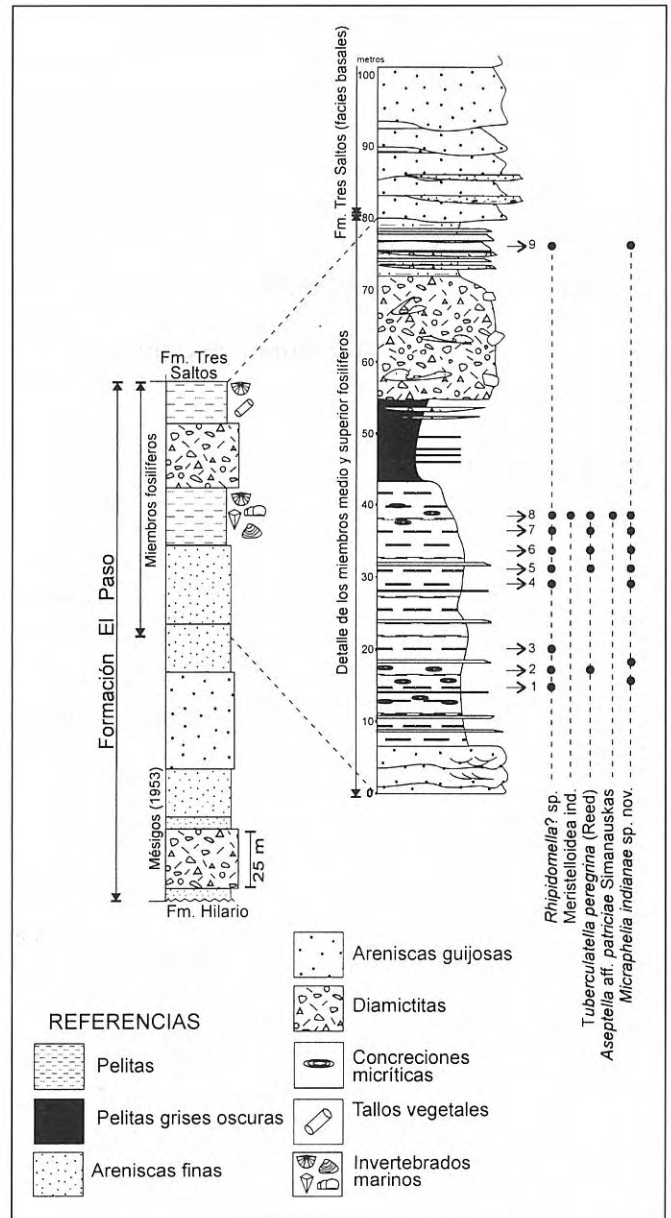 Fm. Tres Saltos (facies basales)
metros
100
90
80
70
60
50
40
30
20
10
0
Detalle de los miembros medio y superior fosilíferos
9
8
7
6
5
4
3
2
1
Rhipidomella? sp.
Meristelloidea ind.
Tuberculatella peregrina (Reed)
Aseptella aff. patriciae Simanauskas
Micraphelia indianae sp. nov.
Fm. Tres
Saltos
Miembros fosilíferos
Formación El Paso
Mésigos (1953)
25 m
Fm. Hilario
REFERENCIAS
Pelitas
Pelitas grises oscuras
Areniscas finas
Areniscas guijosas
Diamictitas
Concreciones
micríticas
Tallos vegetales
Invertebrados
marinos